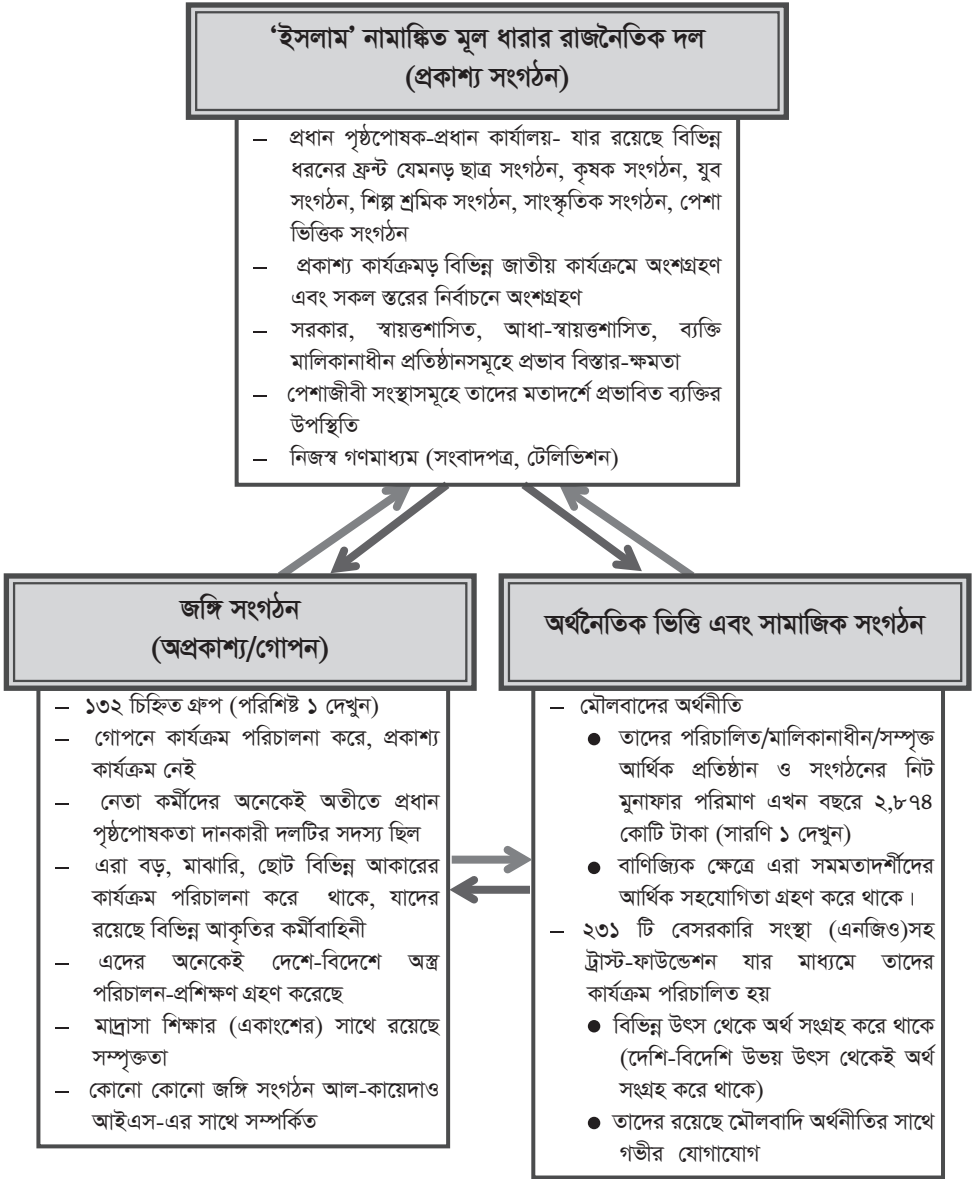 ‘ইসলাম’ নামাঙ্কিত মূল ধারার রাজনৈতিক দল
(প্রকাশ্য সংগঠন)
– প্রধান পৃষ্ঠপোষক-প্রধান কার্যালয়- যার রয়েছে বিভিন্ন
ধরনের ফ্রন্ট যেমনড় ছাত্র সংগঠন, কৃষক সংগঠন, যুব
সংগঠন, শিল্প শ্রমিক সংগঠন, সাংস্কৃতিক সংগঠন, পেশা
ভিত্তিক সংগঠন
– প্রকাশ্য কার্যক্রমড় বিভিন্ন জাতীয় কার্যক্রমে অংশগ্রহণ
এবং সকল স্তরের নির্বাচনে অংশগ্রহণ
– সরকার, স্বায়ত্তশাসিত, আধা-স্বায়ত্তশাসিত, ব্যক্তি
মালিকানাধীন প্রতিষ্ঠানসমূহে প্রভাব বিস্তার-ক্ষমতা
– পেশাজীবী সংস্থাসমূহে তাদের মতাদর্শে প্রভাবিত ব্যক্তির
উপস্থিতি
– নিজস্ব গণমাধ্যম (সংবাদপত্র, টেলিভিশন)
জঙ্গি সংগঠন
(অপ্রকাশ্য/গোপন)
– ১৩২ চিহ্নিত গ্রুপ (পরিশিষ্ট ১ দেখুন)
– গোপনে কার্যক্রম পরিচালনা করে, প্রকাশ্য
কার্যক্রম নেই
– নেতা কর্মীদের অনেকেই অতীতে প্রধান
পৃষ্ঠপোষকতা দানকারী দলটির সদস্য ছিল
– এরা বড়, মাঝারি, ছোট বিভিন্ন আকারের
কার্যক্রম পরিচালনা করে থাকে, যাদের
রয়েছে বিভিন্ন আকৃতির কর্মীবাহিনী
– এদের অনেকেই দেশে-বিদেশে অস্ত্র
পরিচালন-প্রশিক্ষণ গ্রহণ করেছে
– মাদ্রাসা শিক্ষার (একাংশের) সাথে রয়েছে
সম্পৃক্ততা
– কোনো কোনো জঙ্গি সংগঠন আল-কায়েদাও
আইএস-এর সাথে সম্পর্কিত
অর্থনৈতিক ভিত্তি এবং সামাজিক সংগঠন
– মৌলবাদের অর্থনীতি
● তাদের পরিচালিত/মালিকানাধীন/সম্পৃক্ত
আর্থিক প্রতিষ্ঠান ও সংগঠনের নিট
মুনাফার পরিমাণ এখন বছরে ২,৮৭৪
কোটি টাকা (সারণি ১ দেখুন)
● বাণিজ্যিক ক্ষেত্রে এরা সমমতাদর্শীদের
আর্থিক সহযোগিতা গ্রহণ করে থাকে।
– ২৩১ টি বেসরকারি সংস্থা (এনজিও)সহ
ট্রাস্ট-ফাউন্ডেশন যার মাধ্যমে তাদের
কার্যক্রম পরিচালিত হয়
● বিভিন্ন উৎস থেকে অর্থ সংগ্রহ করে থাকে
(দেশি-বিদেশি উভয় উৎস থেকেই অর্থ
সংগ্রহ করে থাকে)
● তাদের রয়েছে মৌলবাদি অর্থনীতির সাথে
গভীর যোগাযোগ